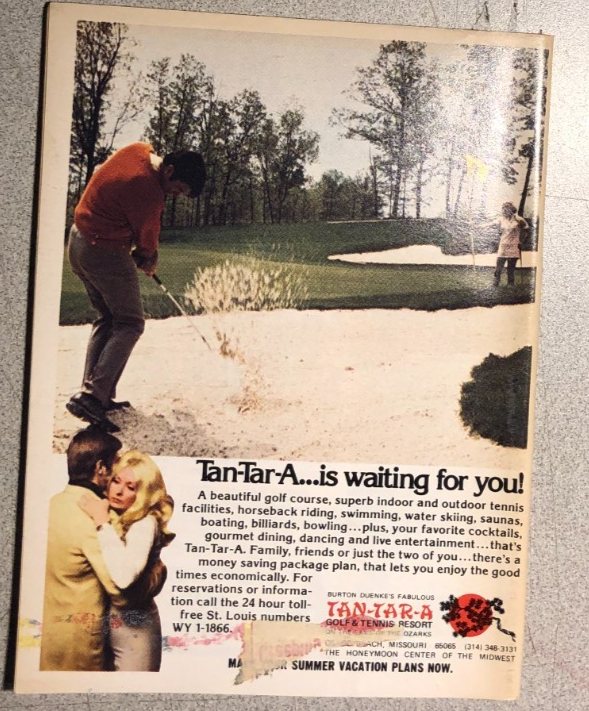 Tan-Tar-A...is waiting for you!
A beautiful golf course, superb indoor and outdoor tennis
facilities, horseback riding, swimming, water skiing, saunas,
boating, billiards, bowling...plus, your favorite cocktails,
gourmet dining, dancing and live entertainment...that's
Tan-Tar-A. Family, friends or just the two of you...there's a
money saving package plan, that lets you enjoy the good
times economically. For
reservations or informa-
tion call the 24 hour toll-
free St. Louis numbers
WY 1-1866.
BURTON DUENKE'S FABULOUS
TAN-TAR-A
GOLF & TENNIS RESORT
OF THE OZARKS
MISSOURI 65065 (314) 348-3131
"THE HONEYMOON CENTER OF THE MIDWEST
SUMMER VACATION PLANS NOW.